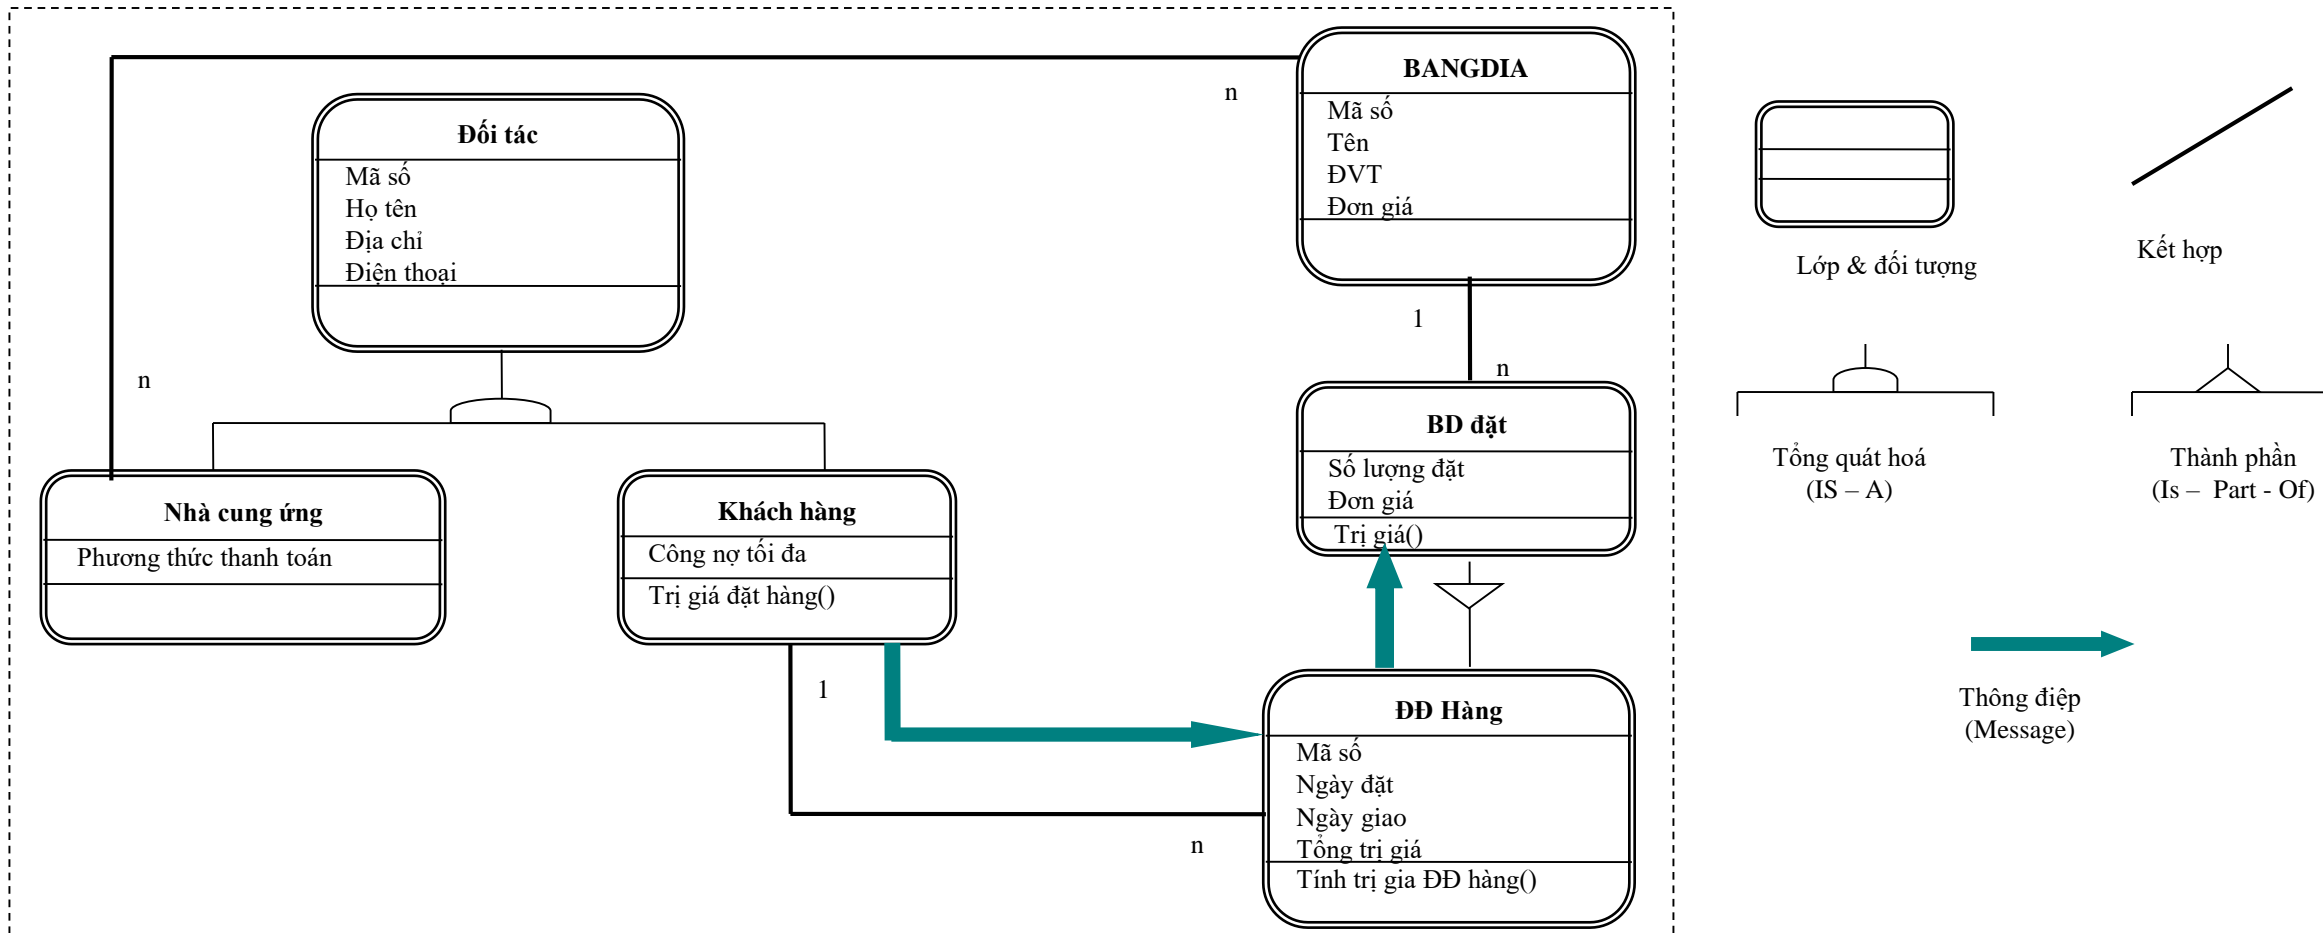 BANGDIA
n
Mã số
Tên
ĐVT
Đơn giá
Đối tác
Mã số
Họ tên
Địa chỉ
Điện thoại
Lớp & đối tượng
Kết hợp
1
n
n
BD đặt
Số lượng đặt
Đơn giá
Trị giá()
Tổng quát hoá
(IS – A)
Thành phần
(Is – Part - Of)
Nhà cung ứng
Phương thức thanh toán
Khách hàng
Công nợ tối đa
Trị giá đặt hàng()
1
n
ĐĐ Hàng
Mã số
Ngày đặt
Ngày giao
Tổng trị giá
Tính trị gia ĐĐ hàng()
Thông điệp
(Message)